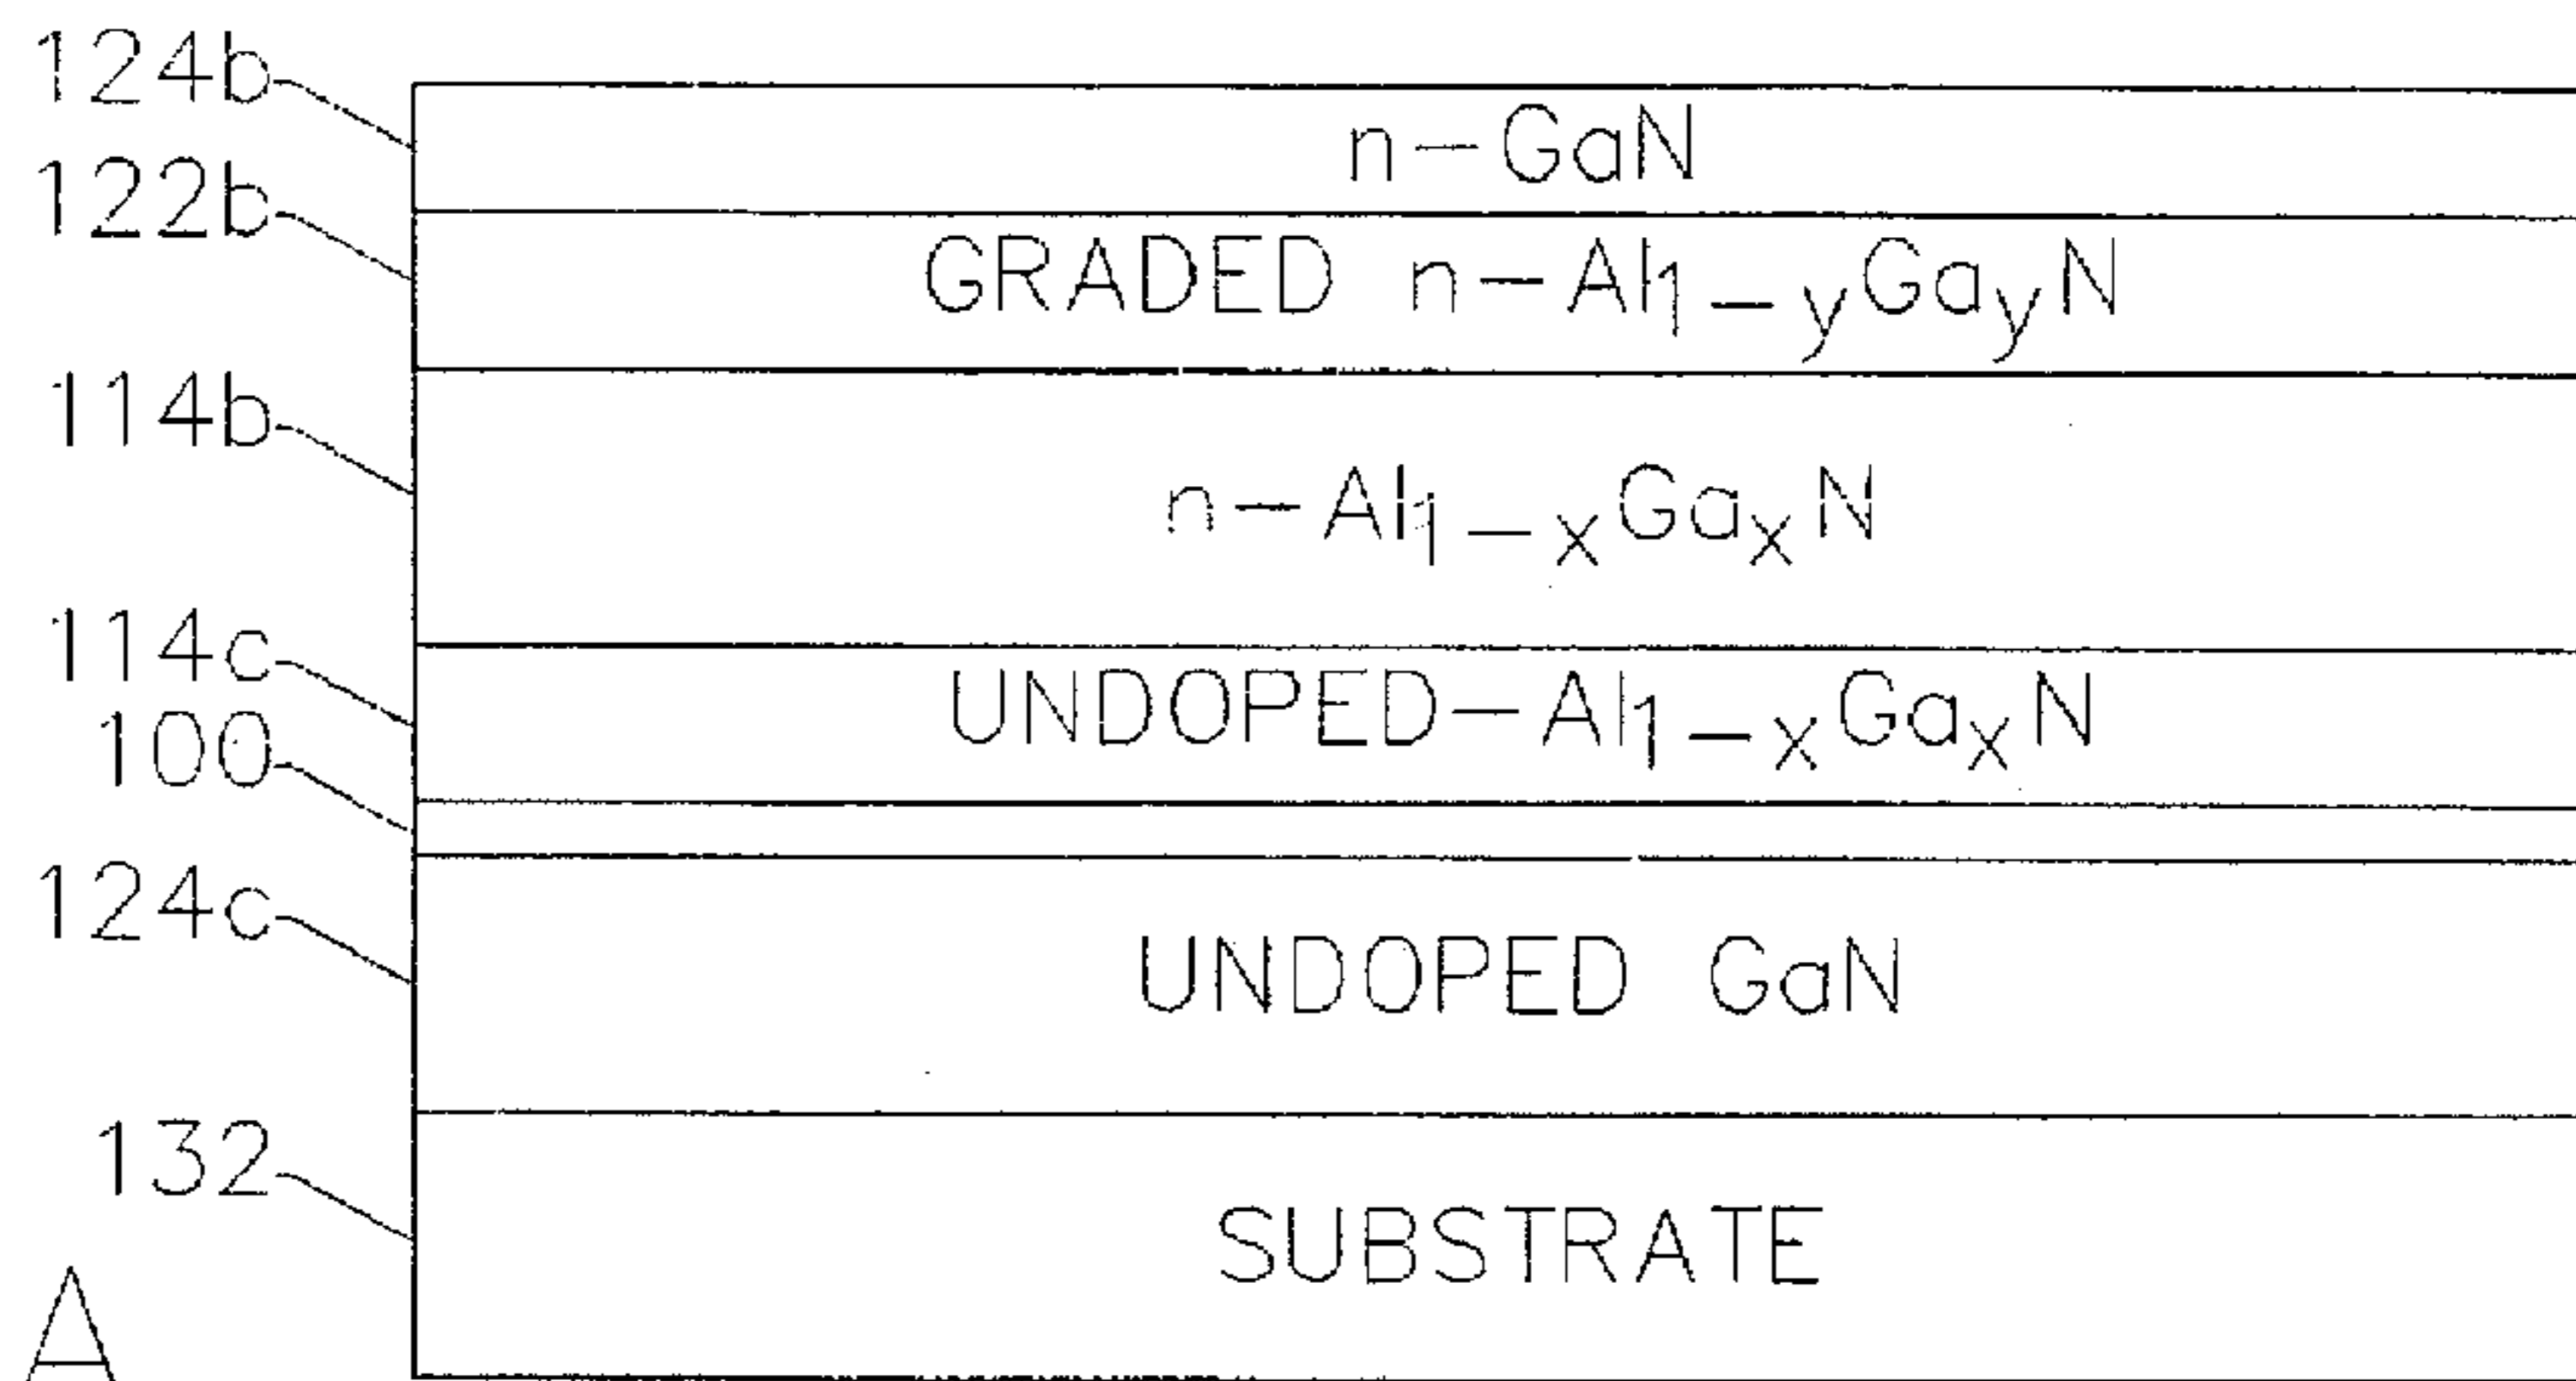 124b
n-GaN
122b
GRADED n-Al1-yGayN
114b
n-Al1-xGaxN
114c
UNDOPED-Al1-xGaxN
100
124c
UNDOPED GaN
132
SUBSTRATE
A